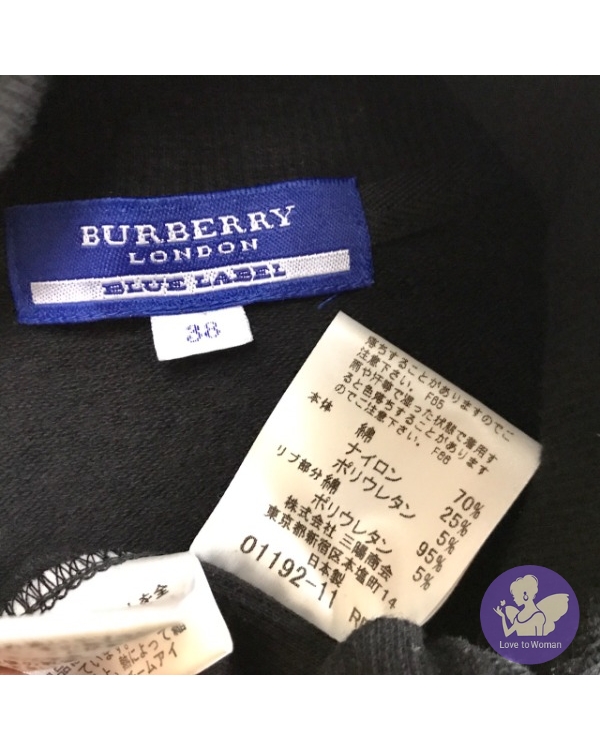 BURBERRY
LONDON
BLUE LABEL
38
落ちすることがありますのでご
注意下さい。F65
雨や汗等で湿った状態で着用す
ると色落ちすることがあります
のでご注意下さい。F66
本体
綿 70%
ナイロン 25%
ポリウレタン 5%
リブ部分 綿 95%
ポリウレタン 5%
株式会社 三陽商会
東京都新宿区本塩町14
日本製
01192-11
Love to Woman